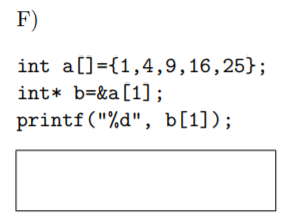 F)
int a[]={1,4,9,16,25};
int* b=&a[1];
printf("%d", b[1]);